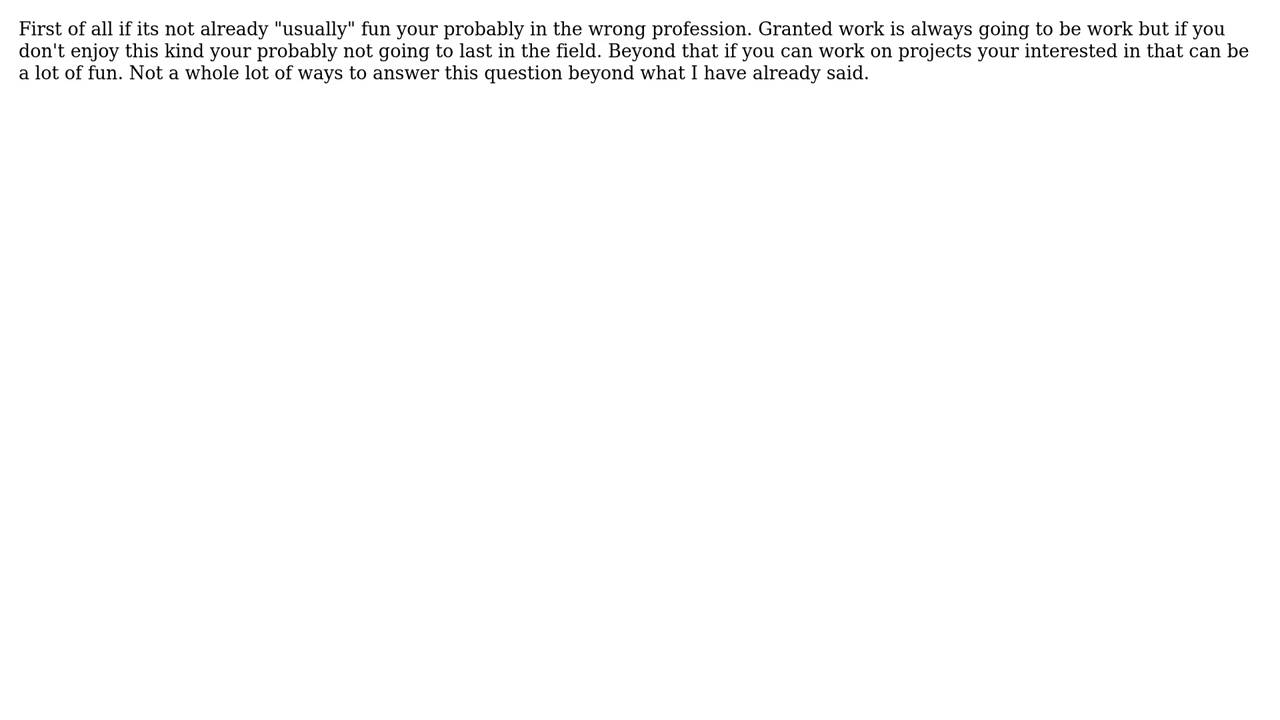 First of all if its not already "usually" fun your probably in the wrong profession. Granted work is always going to be work but if you
don't enjoy this kind your probably not going to last in the field. Beyond that if you can work on projects your interested in that can be
a lot of fun. Not a whole lot of ways to answer this question beyond what I have already said.